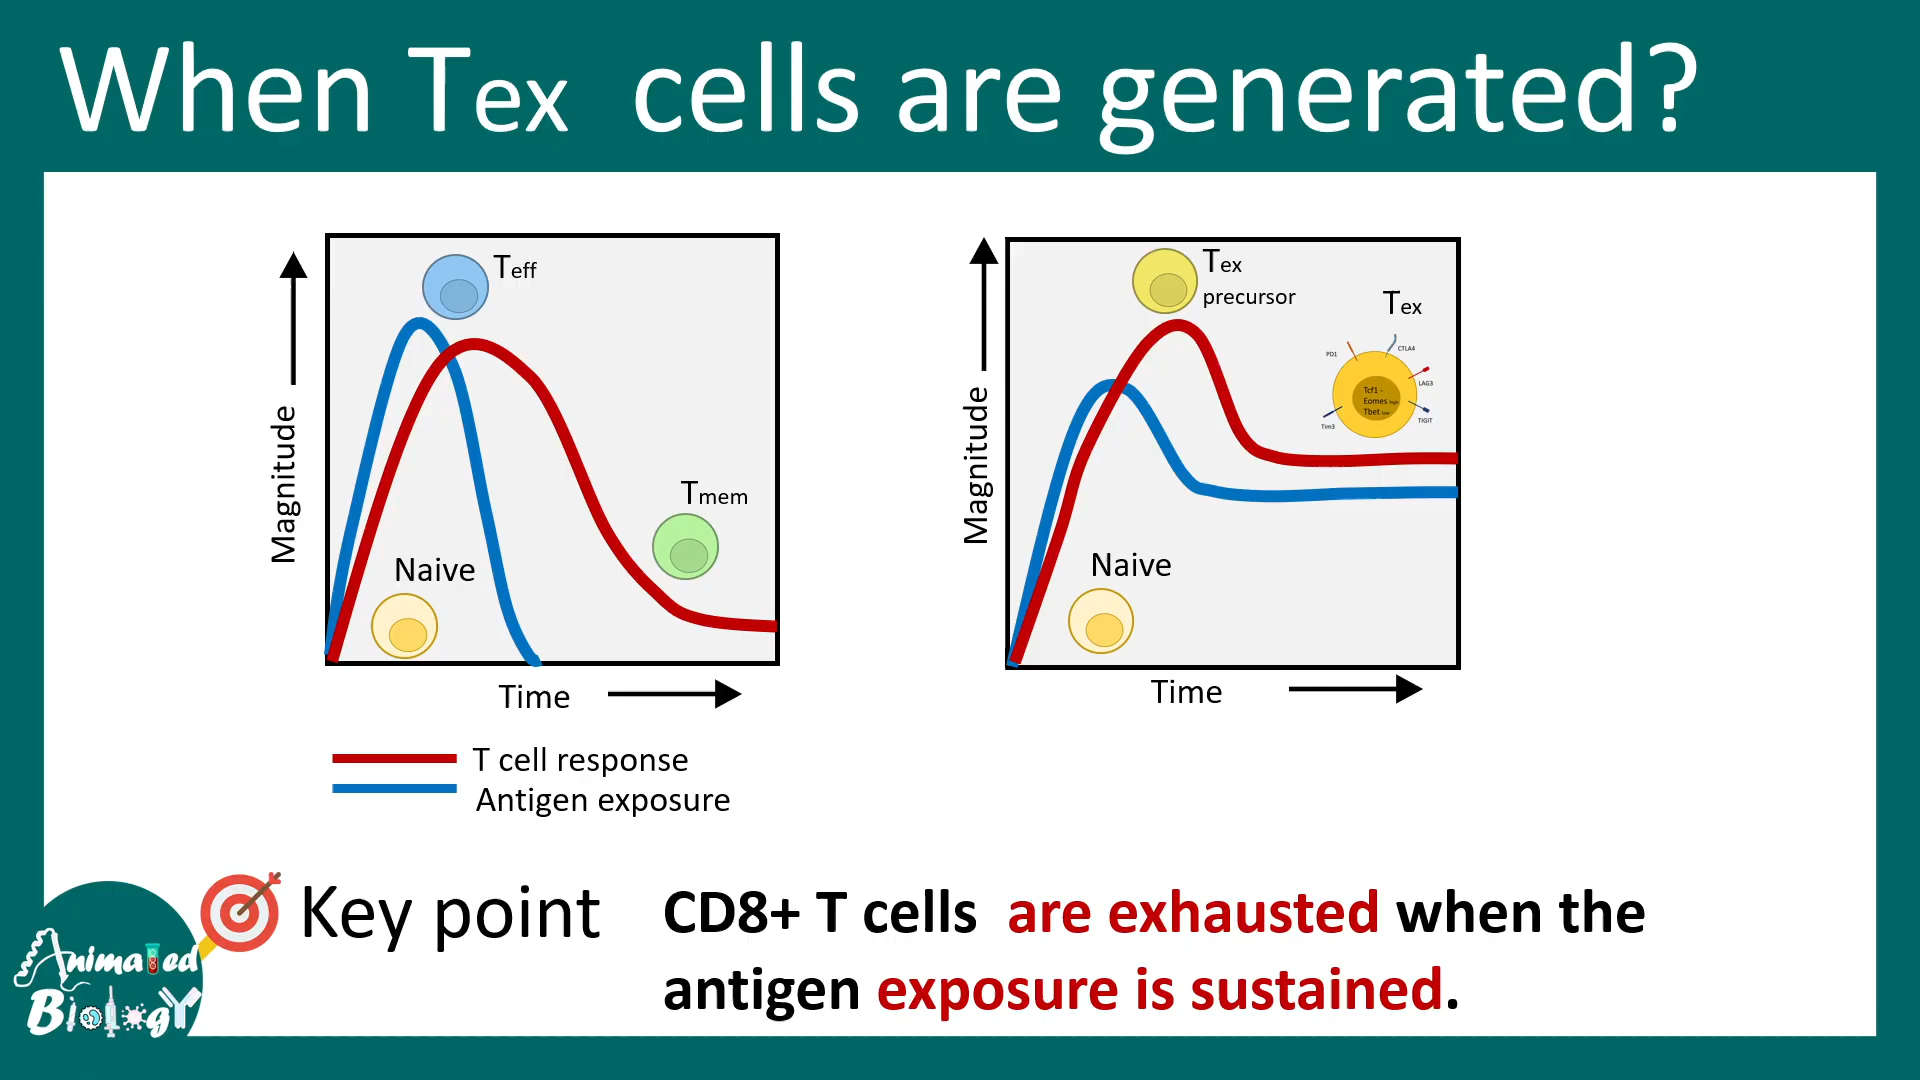 When Tex cells are generated?
Teff
Tmem
Naive
Magnitude
Time
T cell response
Antigen exposure
Tex
precursor
Tex
PD1
CTLA4
LAG3
TIGIT
Tim3
Tcf1 -
Eomes high
Tbet low
Naive
Magnitude
Time
Key point
CD8+ T cells are exhausted when the
antigen exposure is sustained.
Animated
Biology